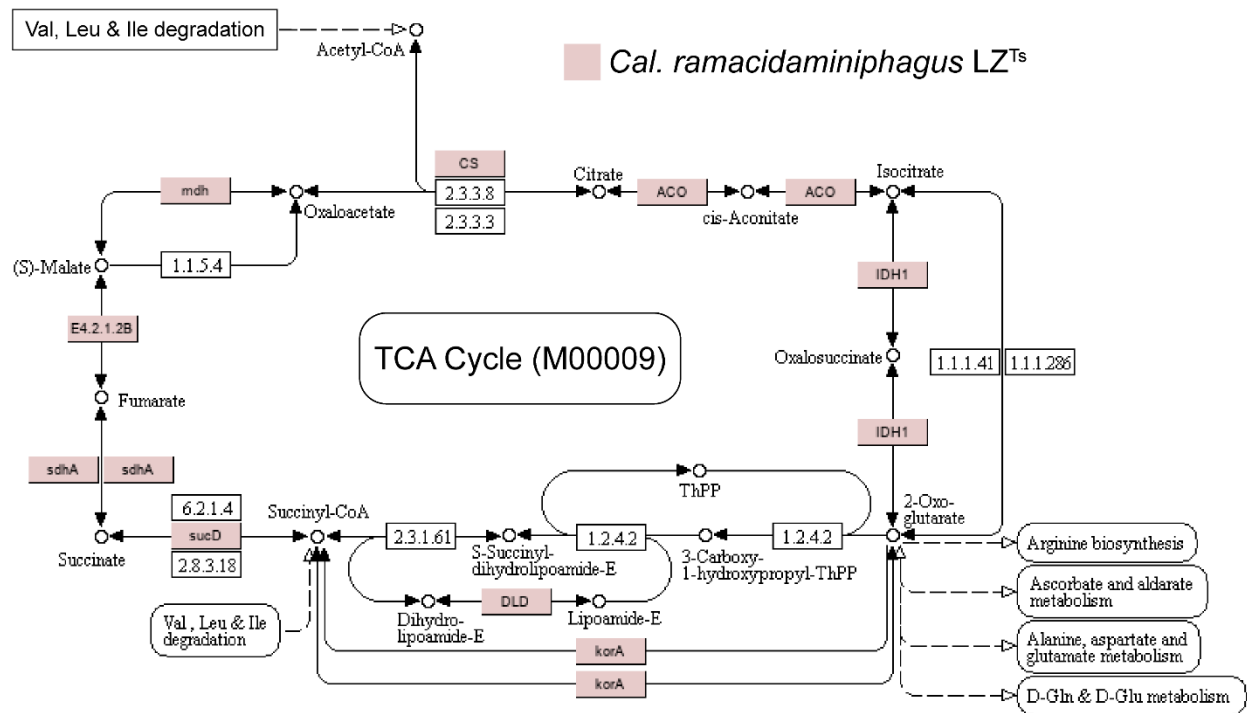 Val, Leu & Ile degradation
Acetyl-CoA
Cal. ramacidaminiphagus LZTs
CS
mdh
2.3.3.8
2.3.3.3
Oxaloacetate
Citrate
ACO
cis-Aconitate
ACO
Isocitrate
(S)-Malate
1.1.5.4
IDH1
E4.2.1.2B
TCA Cycle (M00009)
Oxalosuccinate
1.1.1.41
1.1.1.286
Fumarate
IDH1
sdhA
sdhA
ThPP
6.2.1.4
sucD
2.8.3.18
Succinate
Succinyl-CoA
2.3.1.61
S-Succinyl-
dihydrolipoamide-E
1.2.4.2
3-Carboxy-
1-hydroxypropyl-ThPP
1.2.4.2
2-Oxo-
glutarate
Arginine biosynthesis
Val , Leu & Ile
degradation
Dihydro-
lipoamide-E
DLD
Lipoamide-E
Ascorbate and aldarate
metabolism
korA
Alanine, aspartate and
glutamate metabolism
korA
D-Gln & D-Glu metabolism